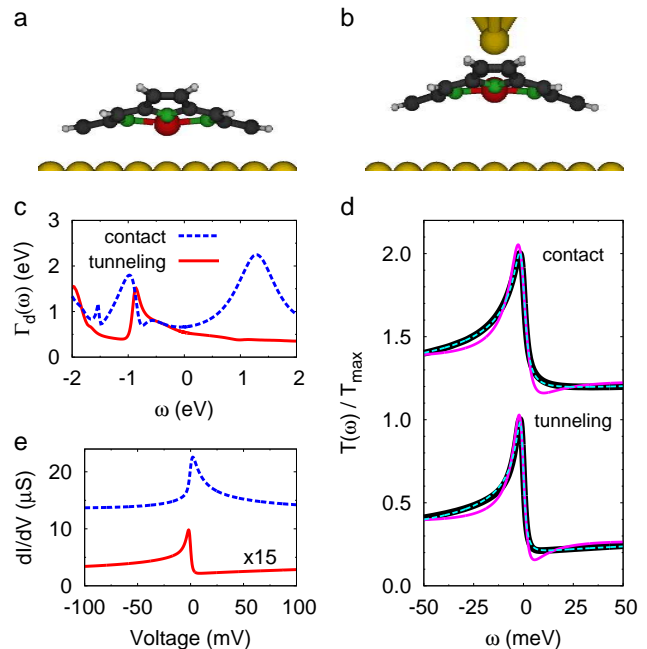 a
b
c
3
2
1
0
Γd(ω) (eV)
contact
tunneling
-2
-1
0
1
2
ω (eV)
d
2.0
1.5
1.0
0.5
0.0
T(ω) / Tmax
contact
tunneling
-50
-25
0
25
50
ω (meV)
e
20
10
0
dI/dV (μS)
x15
-100
-50
0
50
100
Voltage (mV)